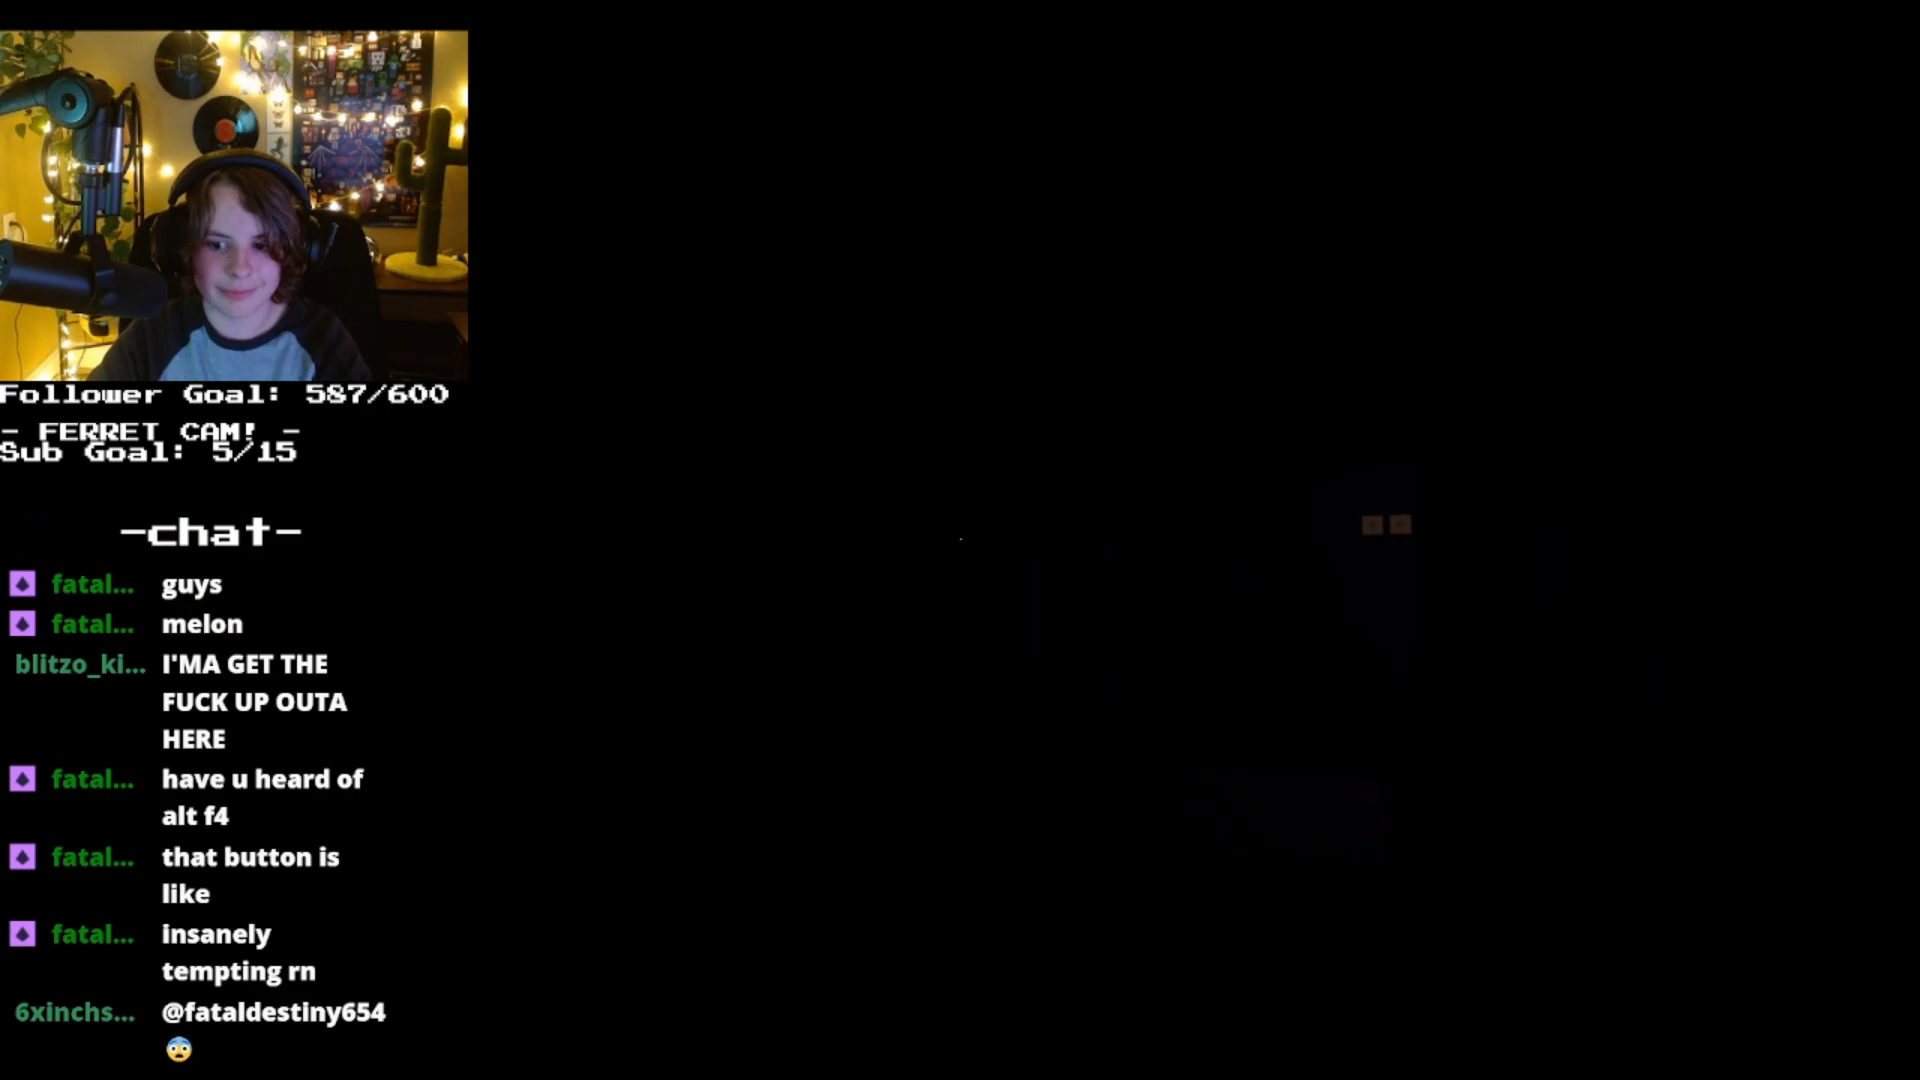 Follower Goal: 587/600
- FERRET CAM! -
Sub Goal: 5/15
-chat-
fatal... guys
fatal... melon
blitzo_ki... I'MA GET THE
FUCK UP OUTA
HERE
fatal... have u heard of
alt f4
fatal... that button is
like
fatal... insanely
tempting rn
6xinchs... @fataldestiny654
😨